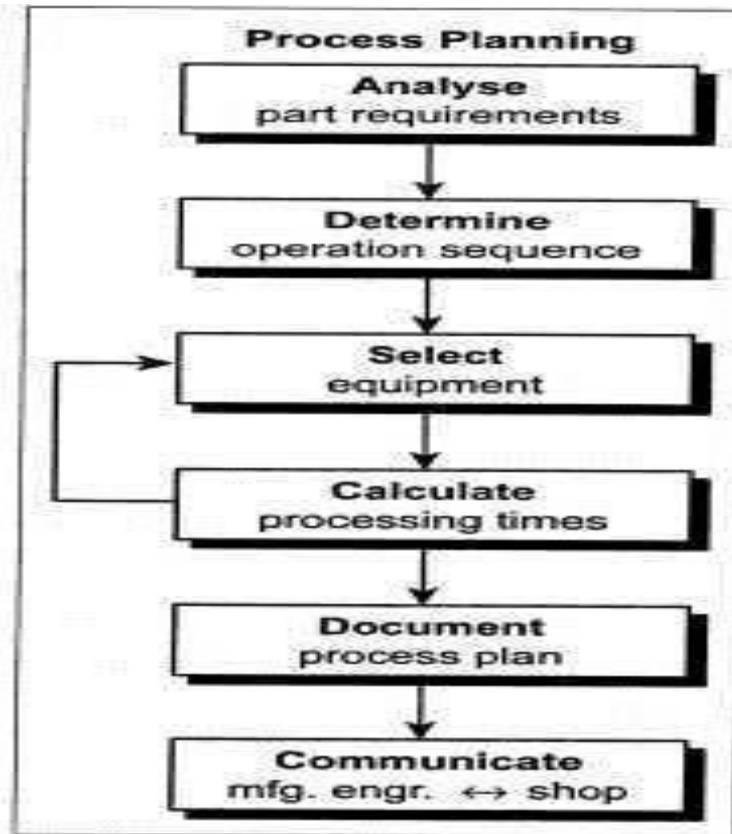 Process Planning
Analyse
part requirements
Determine
operation sequence
Select
equipment
Calculate
processing times
Document
process plan
Communicate
mfg. engr. ↔ shop